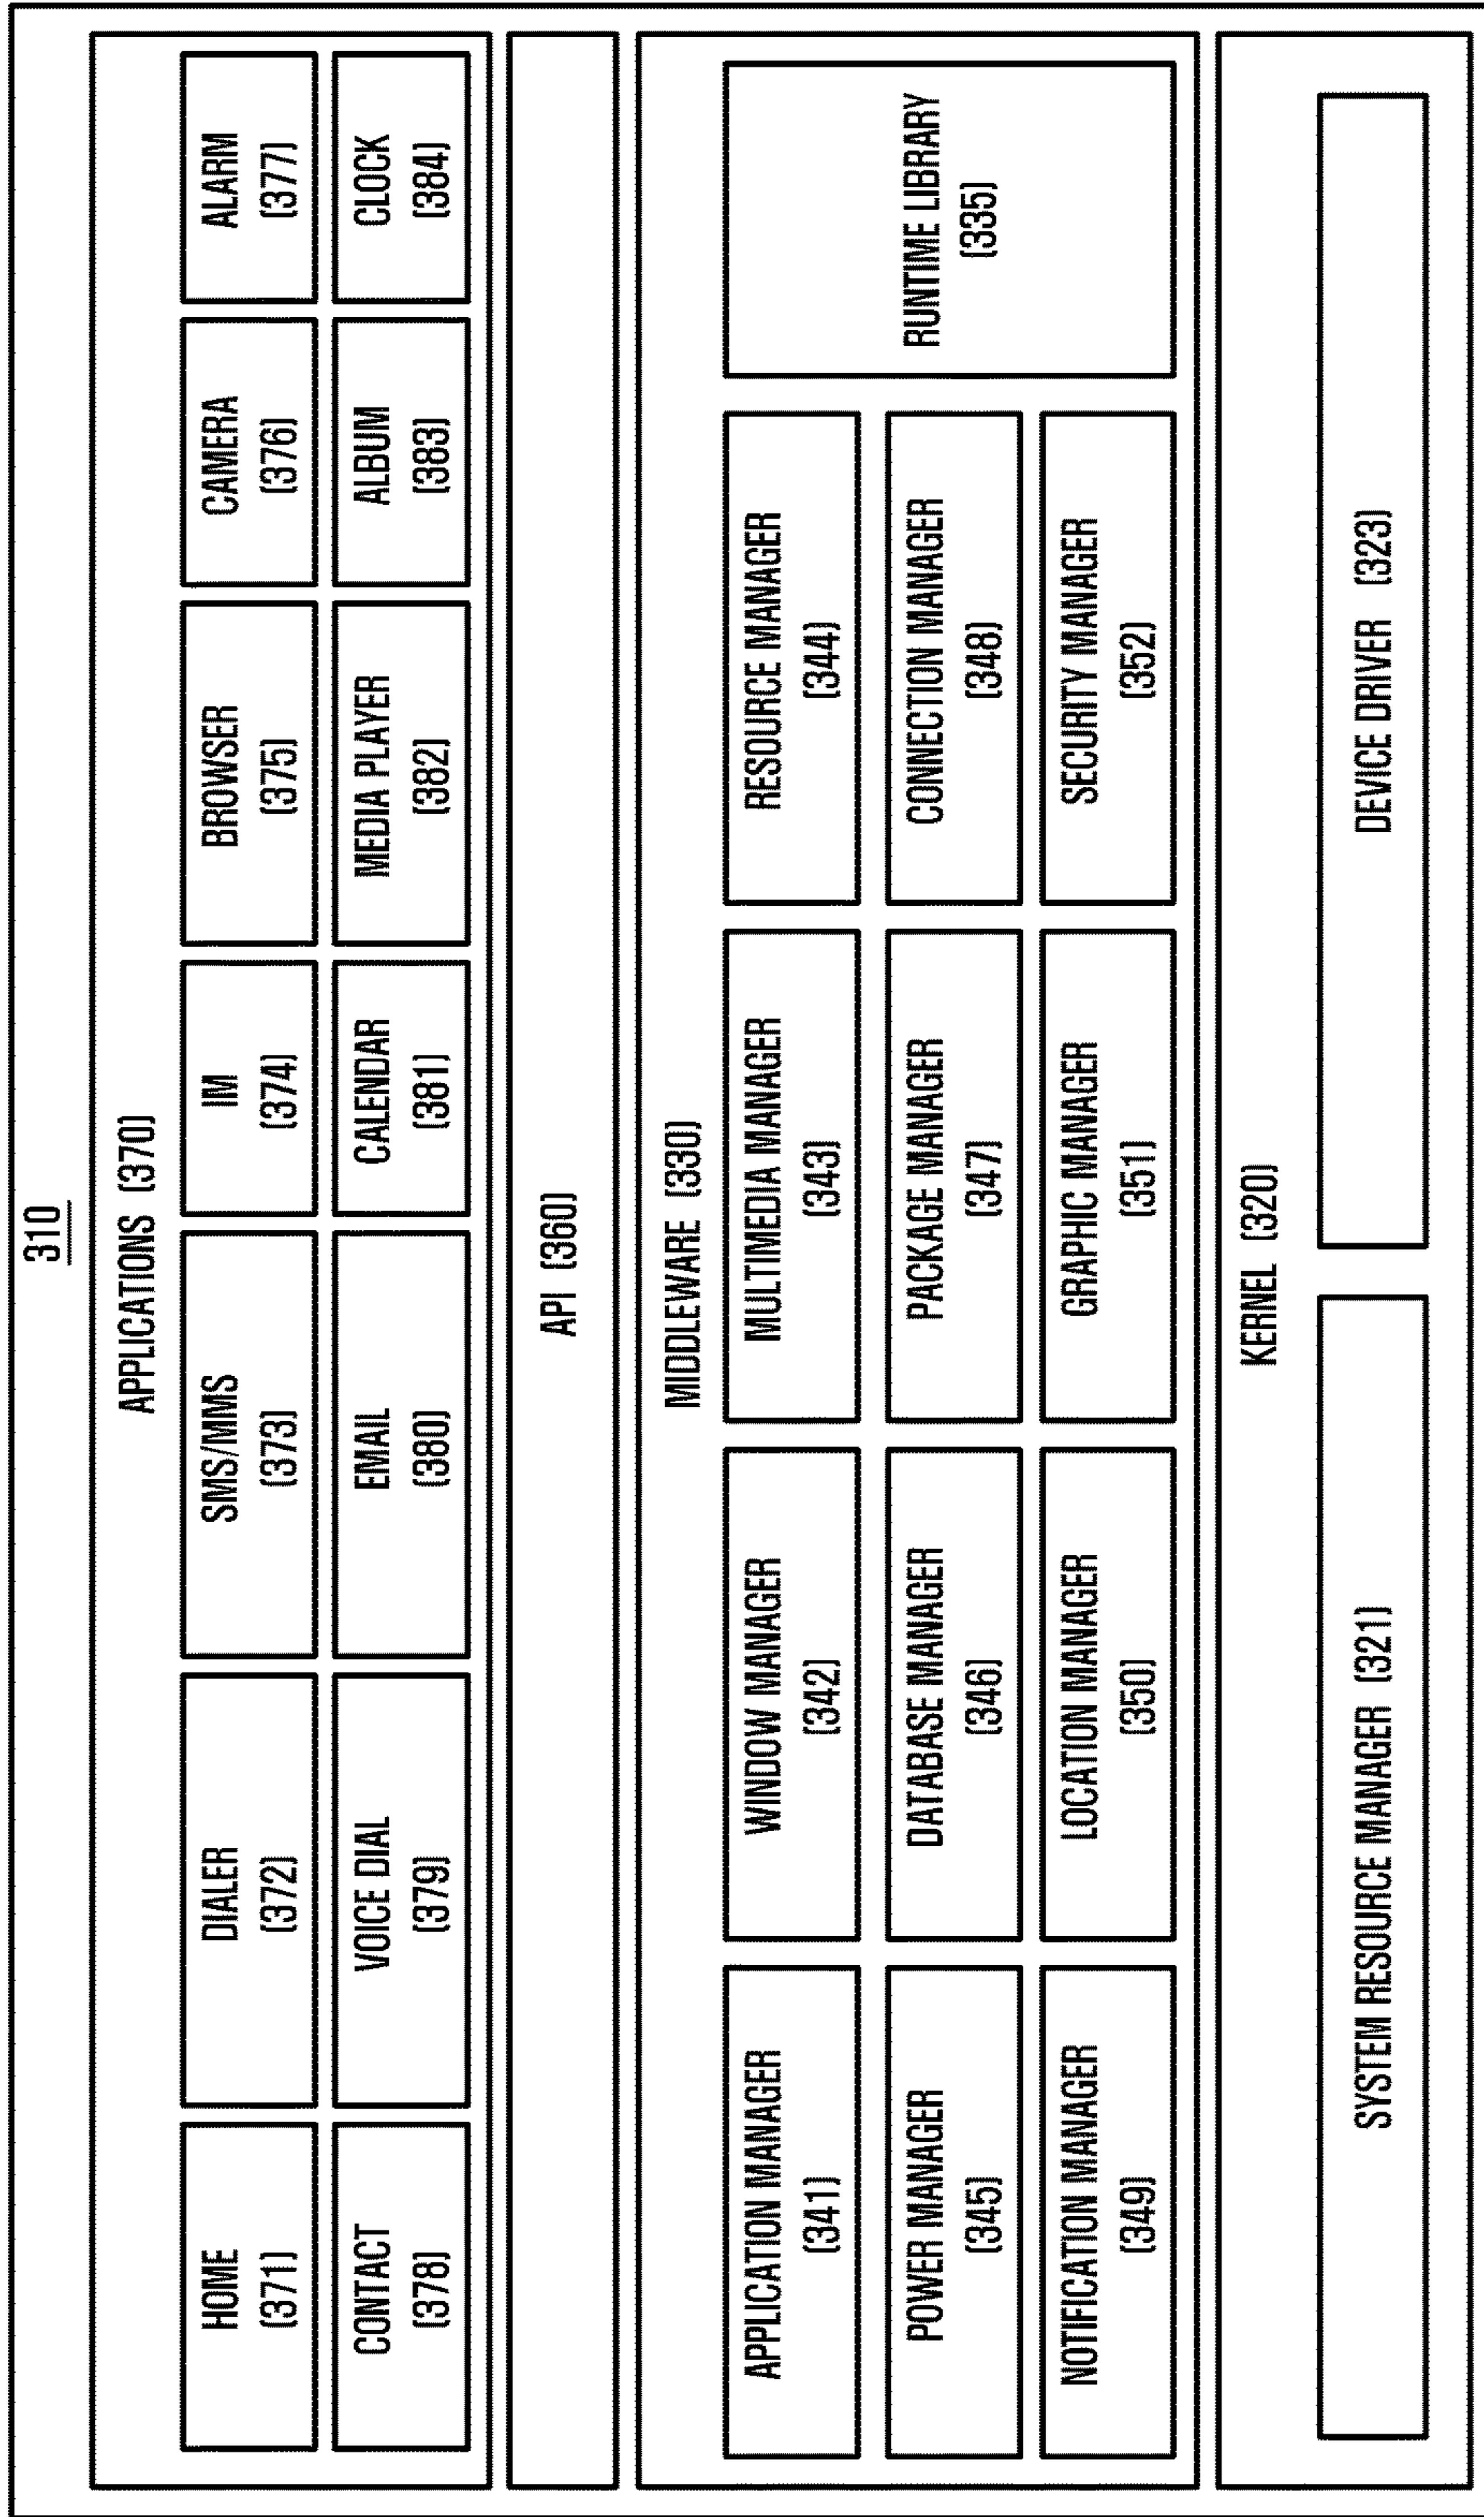 310
APPLICATIONS (370)
HOME
(371)
DIALER
(372)
SMS/MMS
(373)
IM
(374)
BROWSER
(375)
CAMERA
(376)
ALARM
(377)
CONTACT
(378)
VOICE DIAL
(379)
EMAIL
(380)
CALENDAR
(381)
MEDIA PLAYER
(382)
ALBUM
(383)
CLOCK
(384)
API (360)
MIDDLEWARE (330)
APPLICATION MANAGER
(341)
WINDOW MANAGER
(342)
MULTIMEDIA MANAGER
(343)
RESOURCE MANAGER
(344)
POWER MANAGER
(345)
DATABASE MANAGER
(346)
PACKAGE MANAGER
(347)
CONNECTION MANAGER
(348)
NOTIFICATION MANAGER
(349)
LOCATION MANAGER
(350)
GRAPHIC MANAGER
(351)
SECURITY MANAGER
(352)
RUNTIME LIBRARY
(335)
KERNEL (320)
SYSTEM RESOURCE MANAGER (321)
DEVICE DRIVER (323)